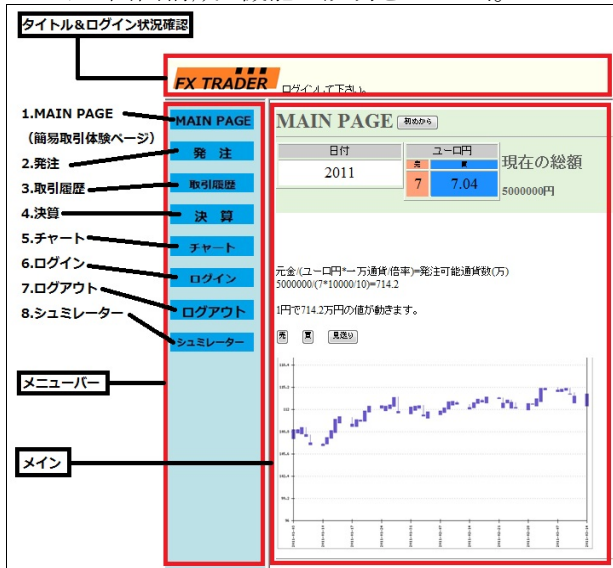 タイトル&ログイン状況確認
FX TRADER
ログインして下さい。
1.MAIN PAGE
(簡易取引体験ページ)
2.発注
3.取引履歴
4.決算
5.チャート
6.ログイン
7.ログアウト
8.シュミレーター
メニューバー
メイン
MAIN PAGE
発 注
取引履歴
決 算
チャート
ログイン
ログアウト
シュミレーター
MAIN PAGE 初めから
日付
2011
ユーロ円
売 買
7 7.04
現在の総額
5000000円
元金/(ユーロ円*一万通貨/倍率)=発注可能通貨数(万)
5000000/(7*10000/10)=714.2
1円で714.2万円の値が動きます。
売 買 見送り